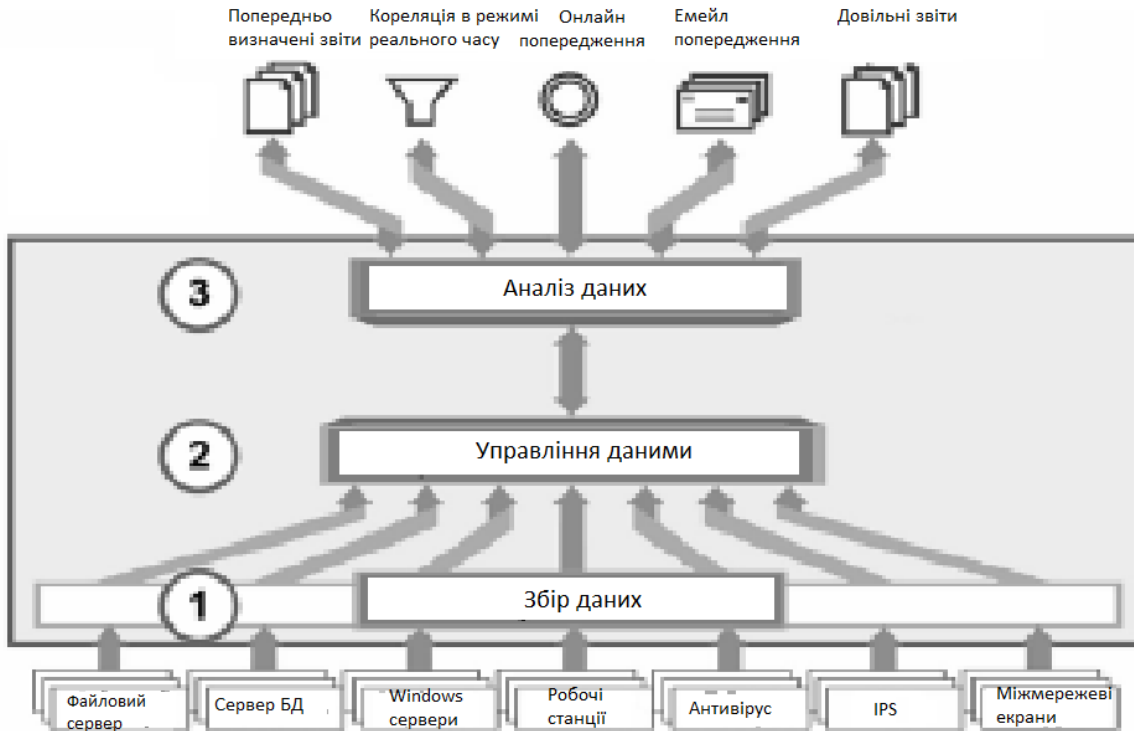 Попередньо
визначені звіти
Кореляція в режимі
реального часу
Онлайн
попередження
Емейл
попередження
Довільні звіти
3
Аналіз даних
2
Управління даними
1
Збір даних
Файловий
сервер
Сервер БД
Windows
сервери
Робочі
станції
Антивірус
IPS
Міжмережеві
екрани